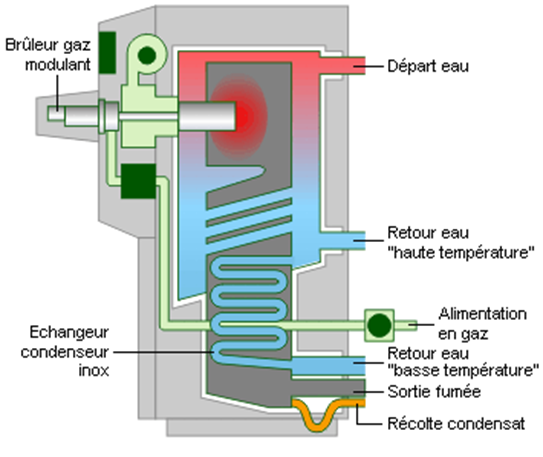 Brûleur gaz
modulant
Départ eau
Retour eau
"haute température"
Alimentation
en gaz
Echangeur
condenseur
inox
Retour eau
"basse température"
Sortie fumée
Récolte condensat